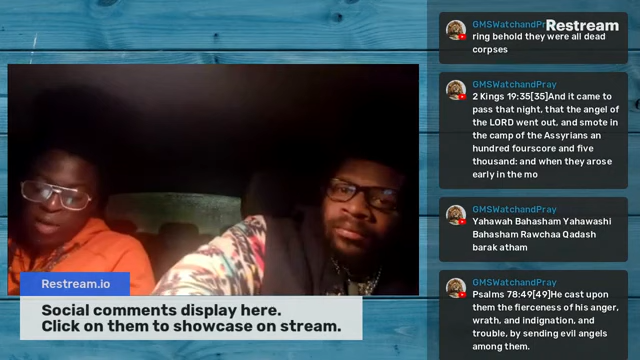 GMSWatchandPr
Restream
ring behold they were all dead
corpses
GMSWatchandPray
2 Kings 19:35[35]And it came to
pass that night, that the angel of
the LORD went out, and smote in
the camp of the Assyrians an
hundred fourscore and five
thousand: and when they arose
early in the mo
GMSWatchandPray
Yahawah Bahasham Yahawashi
Bahasham Rawchaa Qadash
barak atham
GMSWatchandPray
Psalms 78:49[49]He cast upon
them the fierceness of his anger,
wrath, and indignation, and
trouble, by sending evil angels
among them.
Restream.io
Social comments display here.
Click on them to showcase on stream.